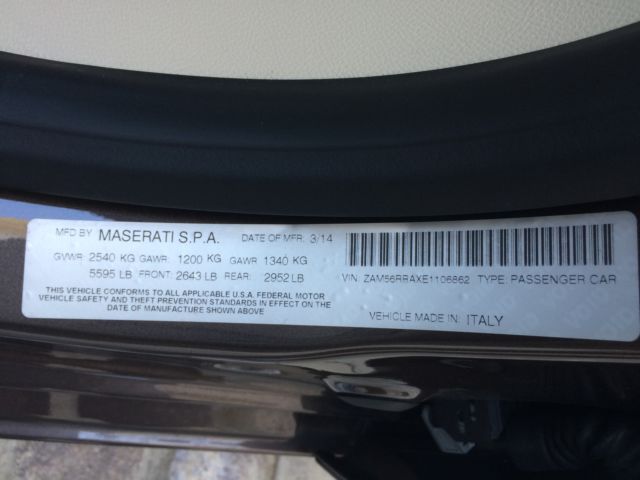 MFD BY MASERATI S.P.A. DATE OF MFR: 3/14
GVWR: 2540 KG GAWR: 1200 KG GAWR 1340 KG
5595 LB FRONT: 2643 LB REAR: 2952 LB
THIS VEHICLE CONFORMS TO ALL APPLICABLE U.S.A. FEDERAL MOTOR
VEHICLE SAFETY AND THEFT PREVENTION STANDARDS IN EFFECT ON THE
DATE OF MANUFACTURE SHOWN ABOVE
VIN: ZAM56RRAXE1106862 TYPE: PASSENGER CAR
VEHICLE MADE IN: ITALY